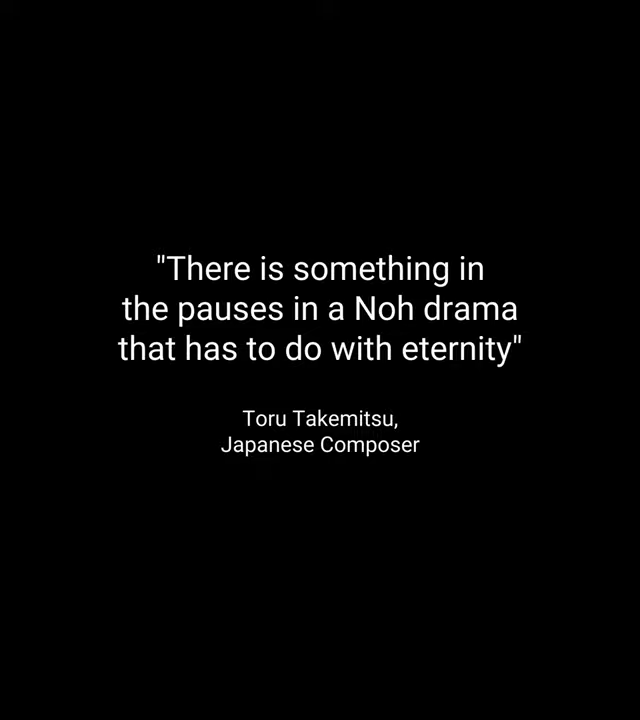 "There is something in
the pauses in a Noh drama
that has to do with eternity"
Toru Takemitsu,
Japanese Composer